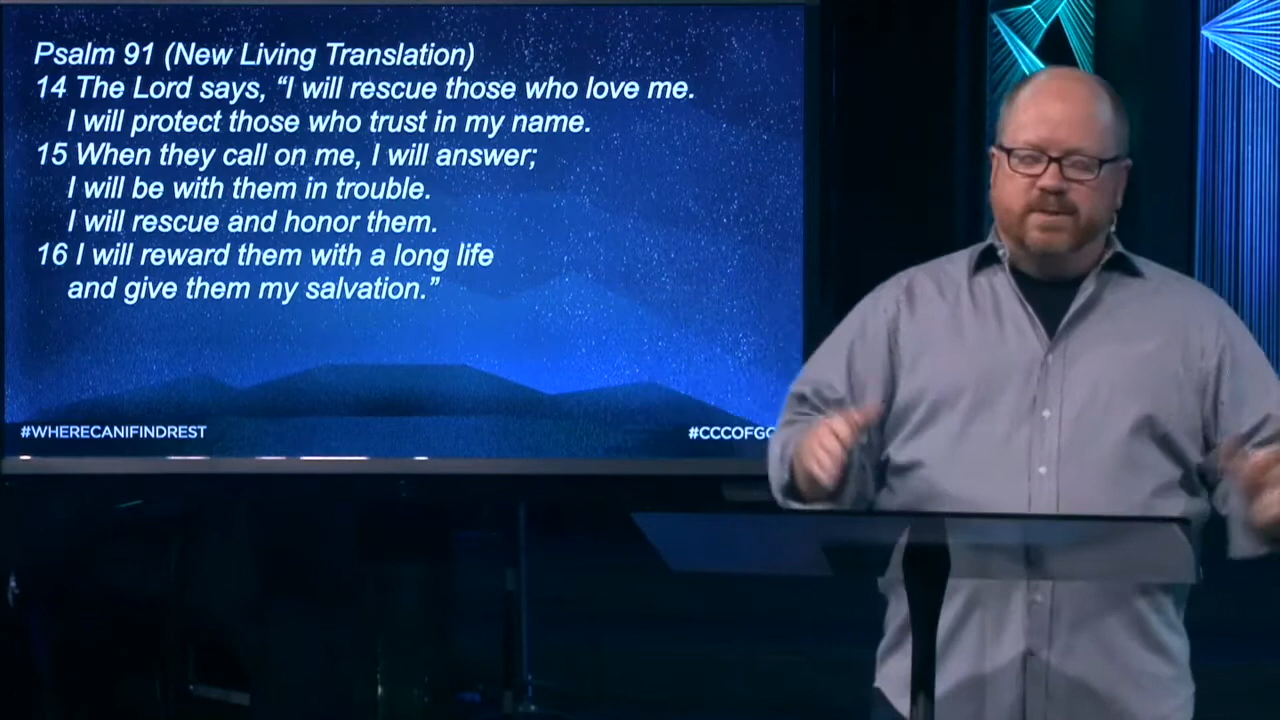 Psalm 91 (New Living Translation)
14 The Lord says, “I will rescue those who love me.
I will protect those who trust in my name.
15 When they call on me, I will answer;
I will be with them in trouble.
I will rescue and honor them.
16 I will reward them with a long life
and give them my salvation.”
#WHERECANIFINDREST